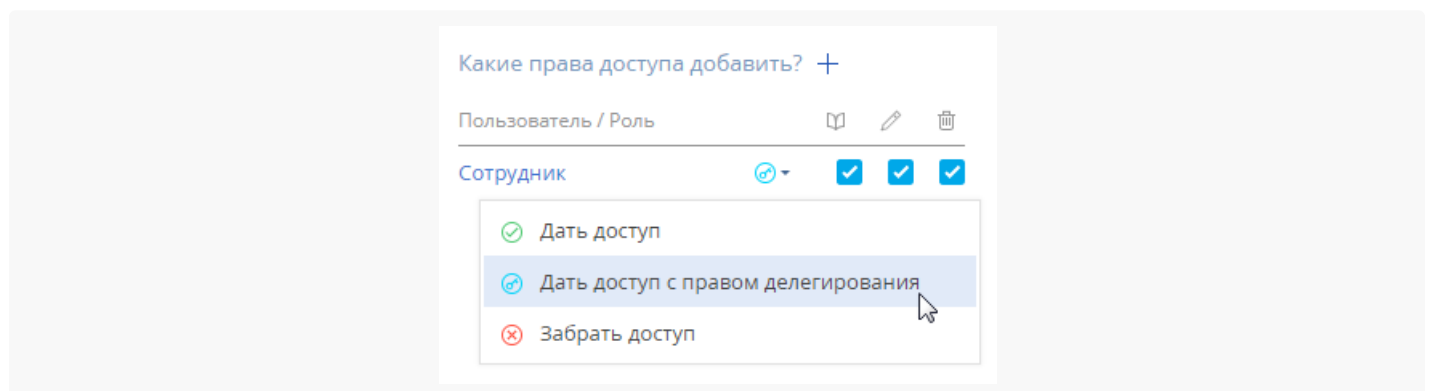 Какие права доступа добавить?
Пользователь / Роль
Сотрудник
Дать доступ
Дать доступ с правом делегирования
Забрать доступ